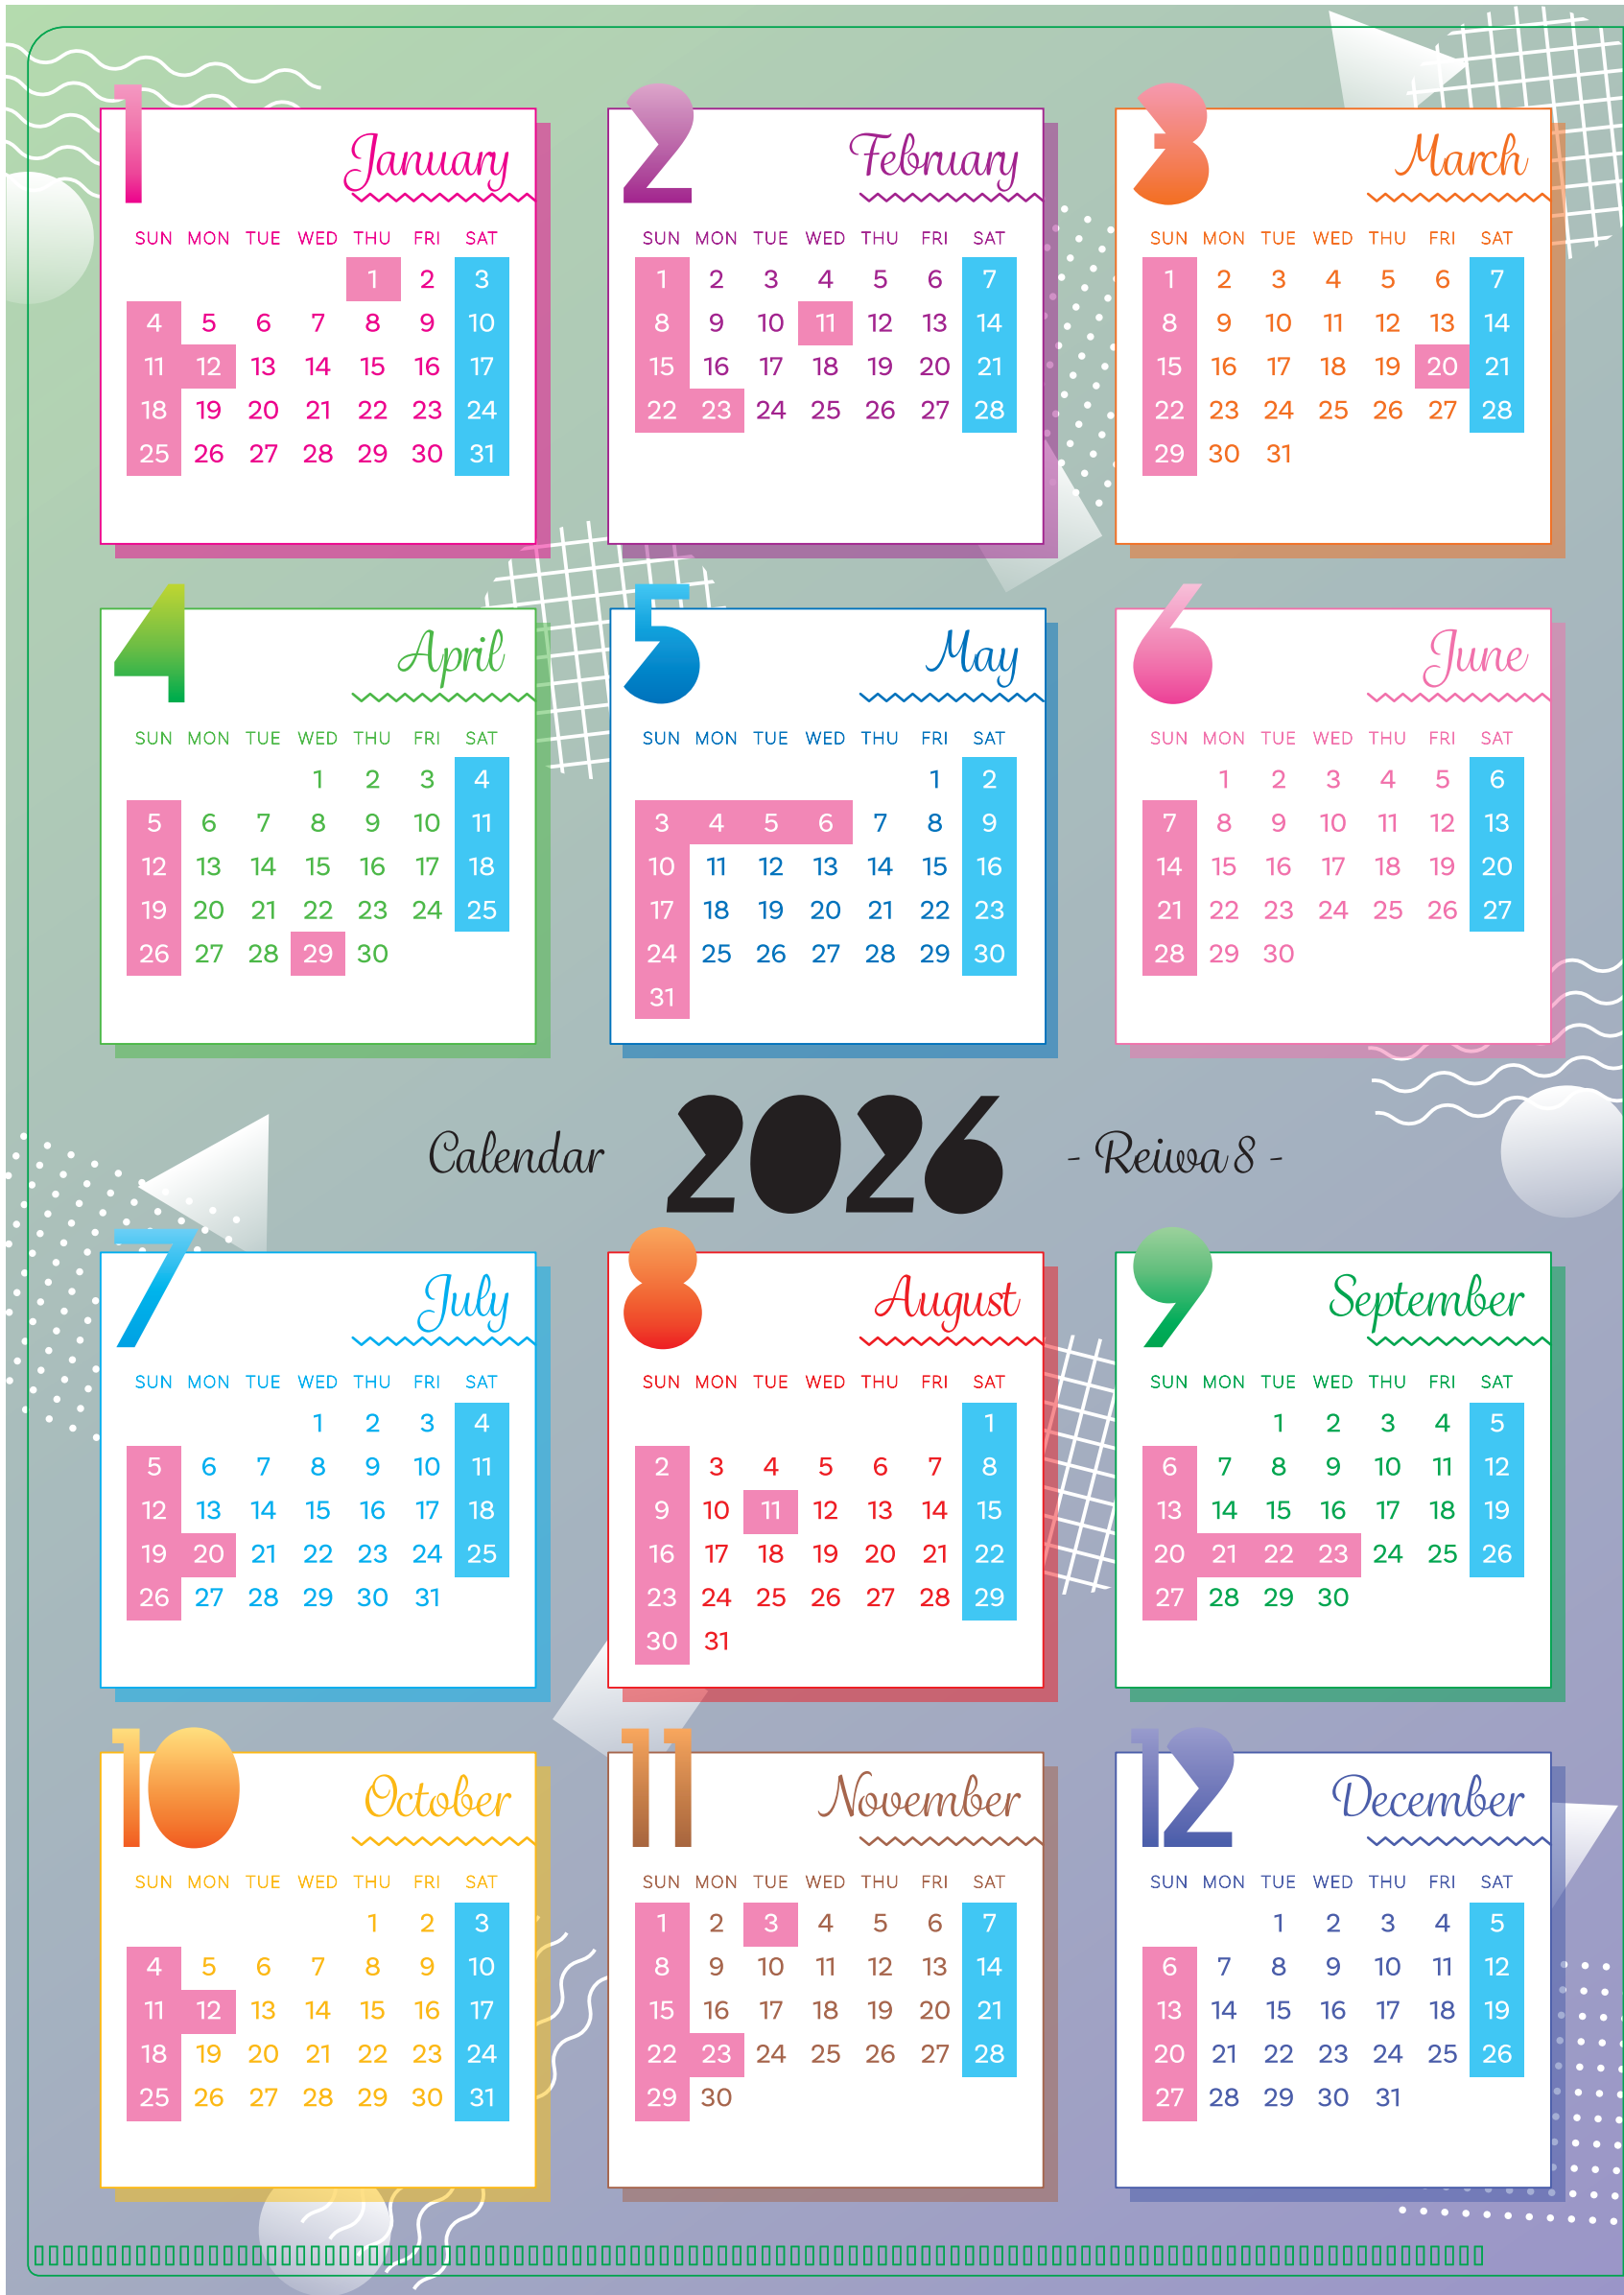 1
January
SUN MON TUE WED THU FRI SAT
1 2 3
4 5 6 7 8 9 10
11 12 13 14 15 16 17
18 19 20 21 22 23 24
25 26 27 28 29 30 31
2
February
SUN MON TUE WED THU FRI SAT
1 2 3 4 5 6 7
8 9 10 11 12 13 14
15 16 17 18 19 20 21
22 23 24 25 26 27 28
3
March
SUN MON TUE WED THU FRI SAT
1 2 3 4 5 6 7
8 9 10 11 12 13 14
15 16 17 18 19 20 21
22 23 24 25 26 27 28
29 30 31
4
April
SUN MON TUE WED THU FRI SAT
1 2 3 4
5 6 7 8 9 10 11
12 13 14 15 16 17 18
19 20 21 22 23 24 25
26 27 28 29 30
5
May
SUN MON TUE WED THU FRI SAT
1 2
3 4 5 6 7 8 9
10 11 12 13 14 15 16
17 18 19 20 21 22 23
24 25 26 27 28 29 30
31
6
June
SUN MON TUE WED THU FRI SAT
1 2 3 4 5 6
7 8 9 10 11 12 13
14 15 16 17 18 19 20
21 22 23 24 25 26 27
28 29 30
Calendar 2026 - Reiwa 8 -
7
July
SUN MON TUE WED THU FRI SAT
1 2 3 4
5 6 7 8 9 10 11
12 13 14 15 16 17 18
19 20 21 22 23 24 25
26 27 28 29 30 31
8
August
SUN MON TUE WED THU FRI SAT
1
2 3 4 5 6 7 8
9 10 11 12 13 14 15
16 17 18 19 20 21 22
23 24 25 26 27 28 29
30 31
9
September
SUN MON TUE WED THU FRI SAT
1 2 3 4 5
6 7 8 9 10 11 12
13 14 15 16 17 18 19
20 21 22 23 24 25 26
27 28 29 30
10
October
SUN MON TUE WED THU FRI SAT
1 2 3
4 5 6 7 8 9 10
11 12 13 14 15 16 17
18 19 20 21 22 23 24
25 26 27 28 29 30 31
11
November
SUN MON TUE WED THU FRI SAT
1 2 3 4 5 6 7
8 9 10 11 12 13 14
15 16 17 18 19 20 21
22 23 24 25 26 27 28
29 30
12
December
SUN MON TUE WED THU FRI SAT
1 2 3 4 5
6 7 8 9 10 11 12
13 14 15 16 17 18 19
20 21 22 23 24 25 26
27 28 29 30 31